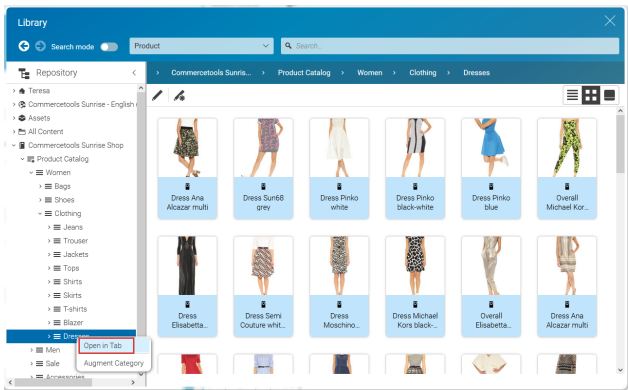 Library
Search mode
Product
Search...
Repository
Commercetools Sunris... > Product Catalog > Women > Clothing > Dresses
Teresa
Commercetools Sunrise - English
Assets
All Content
Commercetools Sunrise Shop
Product Catalog
Women
Bags
Shoes
Clothing
Jeans
Trouser
Jackets
Tops
Shirts
Skirts
T-shirts
Blazer
Dresses
Men
Sale
Accessories
Open in Tab
Augment Category
Dress Ana
Alcazar multi
Dress Sun68
grey
Dress Pinko
white
Dress Pinko
black-white
Dress Pinko
blue
Overall
Michael Kor...
Dress
Elisabetta...
Dress Semi
Couture whit...
Dress
Moschino...
Dress Michael
Kors black-...
Overall
Elisabetta...
Dress Ana
Alcazar multi